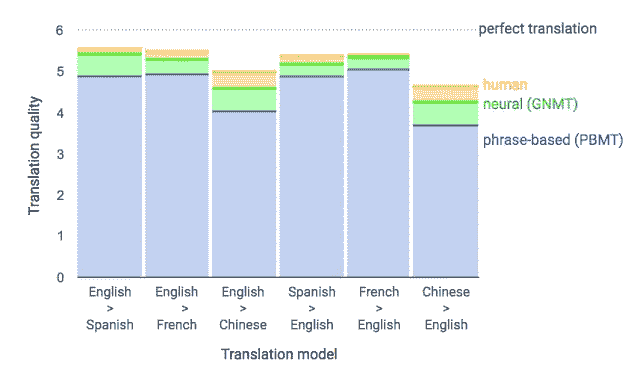 6
perfect translation
5
human
neural (GNMT)
4
phrase-based (PBMT)
3
2
1
0
Translation quality
English > Spanish
English > French
English > Chinese
Spanish > English
French > English
Chinese > English
Translation model